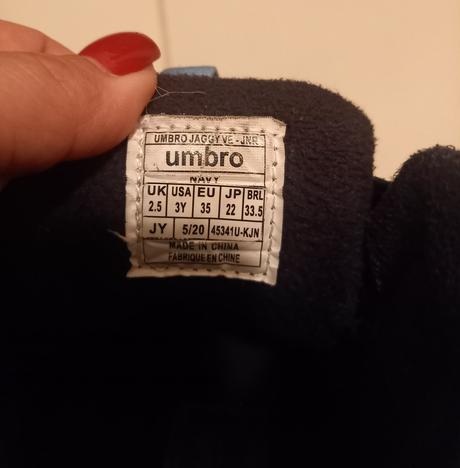 UMBRO JAGGY VE - JNR
umbro
NAVY
UK USA EU JP BRL
2.5 3Y 35 22 33.5
JY 5/20 45341U-KJN
MADE IN CHINA
FABRIQUE EN CHINE